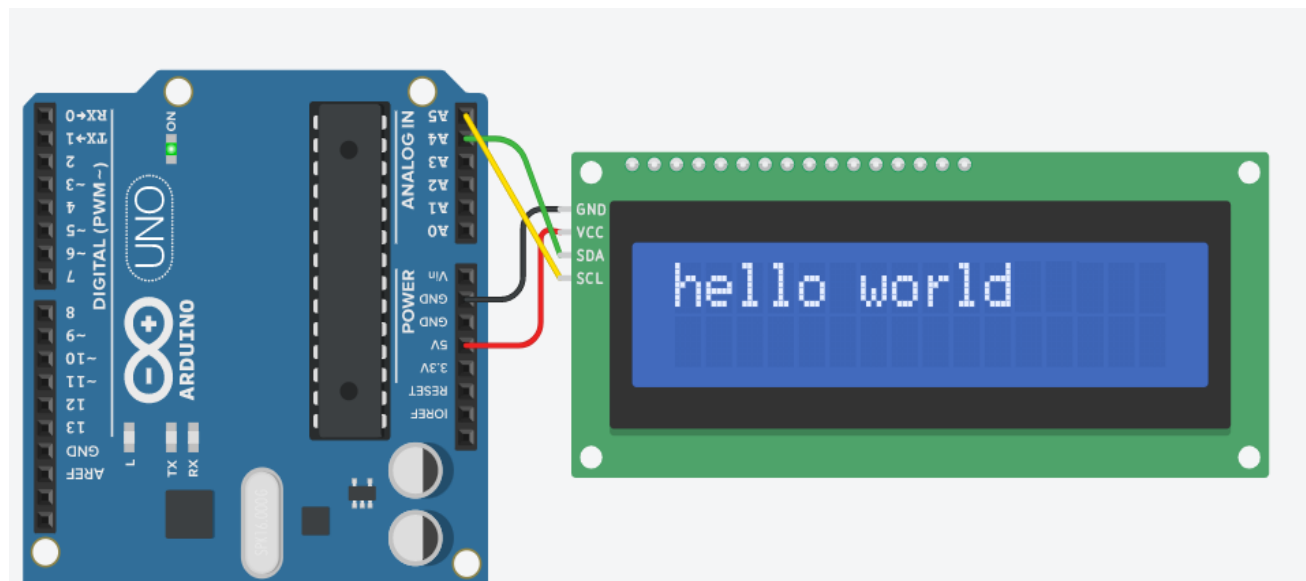 RX←0
TX→1
2
~3
4
~5
~6
7
8
~9
~10
~11
12
13
GND
AREF
DIGITAL (PWM~)
ON
UNO
ARDUINO
L
TX
RX
ANALOG IN
A5
A4
A3
A2
A1
A0
POWER
Vin
GND
GND
5V
3.3V
RESET
IOREF
GND
VCC
SDA
SCL
hello world